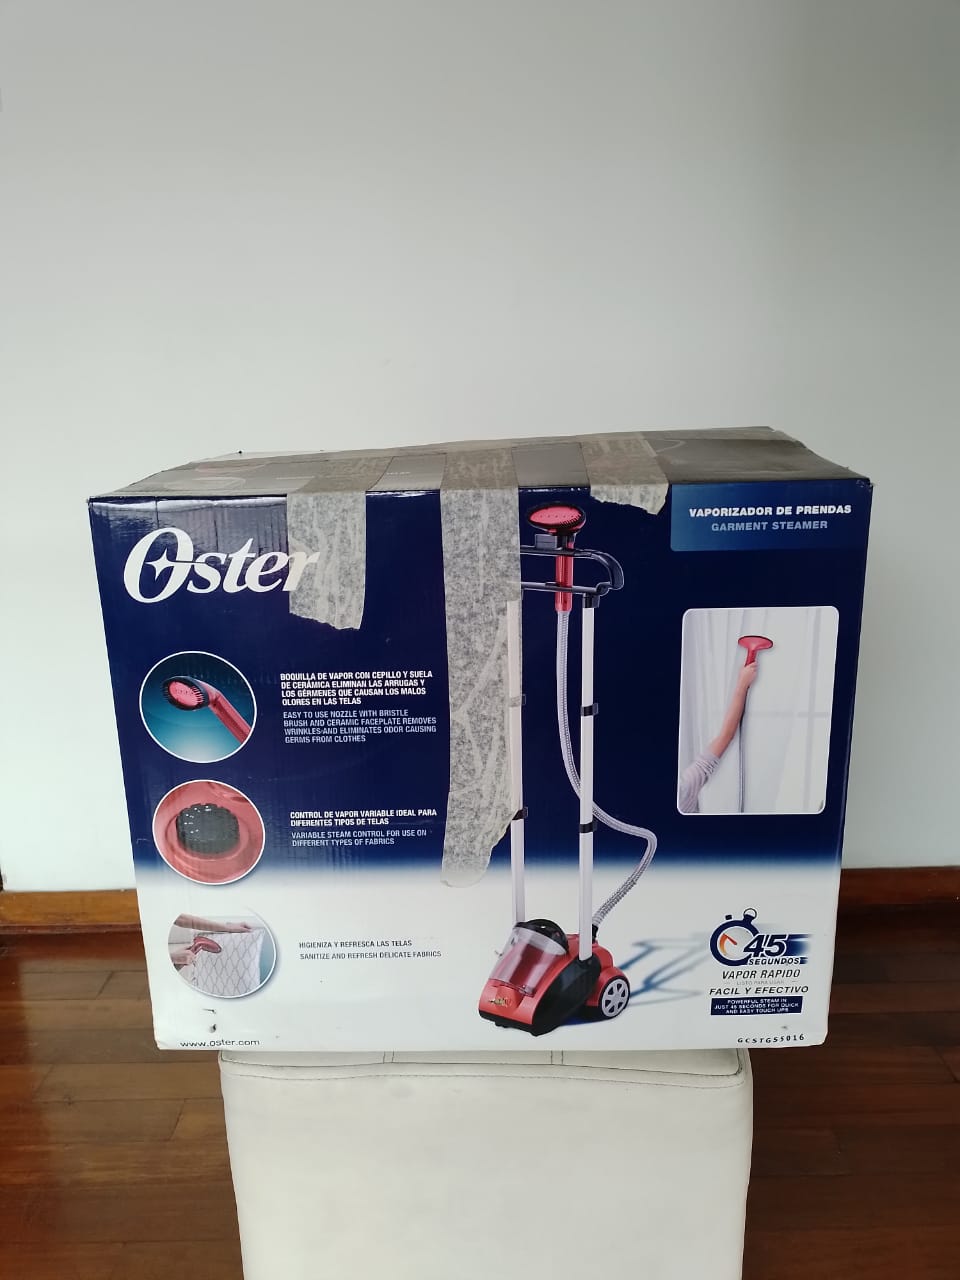 VAPORIZADOR DE PRENDAS
GARMENT STEAMER
Oster
BOQUILLA DE VAPOR CON CEPILLO Y SUELA
DE CERÁMICA ELIMINAN LAS ARRUGAS Y
LOS GÉRMENES QUE CAUSAN LOS MALOS
OLORES EN LAS TELAS
EASY TO USE NOZZLE WITH BRISTLE
BRUSH AND CERAMIC FACEPLATE REMOVES
WRINKLES AND ELIMINATES ODOR CAUSING
GERMS FROM CLOTHES
CONTROL DE VAPOR VARIABLE IDEAL PARA
DIFERENTES TIPOS DE TELAS
VARIABLE STEAM CONTROL FOR USE ON
DIFFERENT TYPES OF FABRICS
HIGIENIZA Y REFRESCA LAS TELAS
SANITIZE AND REFRESH DELICATE FABRICS
45
SEGUNDOS
VAPOR RAPIDO
LISTO PARA USAR
FACIL Y EFECTIVO
POWERFUL STEAM IN
JUST 45 SECONDS FOR QUICK
AND EASY TOUCH UPS
www.oster.com
GCSTGS5016